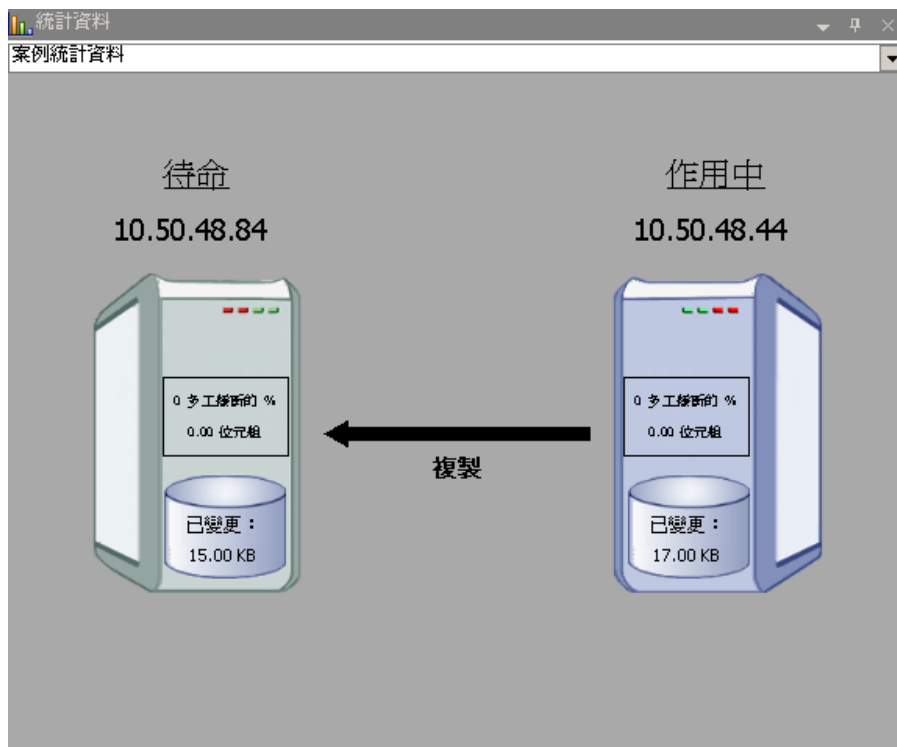 統計資料
案例統計資料
待命
10.50.48.84
作用中
10.50.48.44
0 多工緩衝的 %
0.00 位元組
0 多工緩衝的 %
0.00 位元組
複製
已變更：
15.00 KB
已變更：
17.00 KB